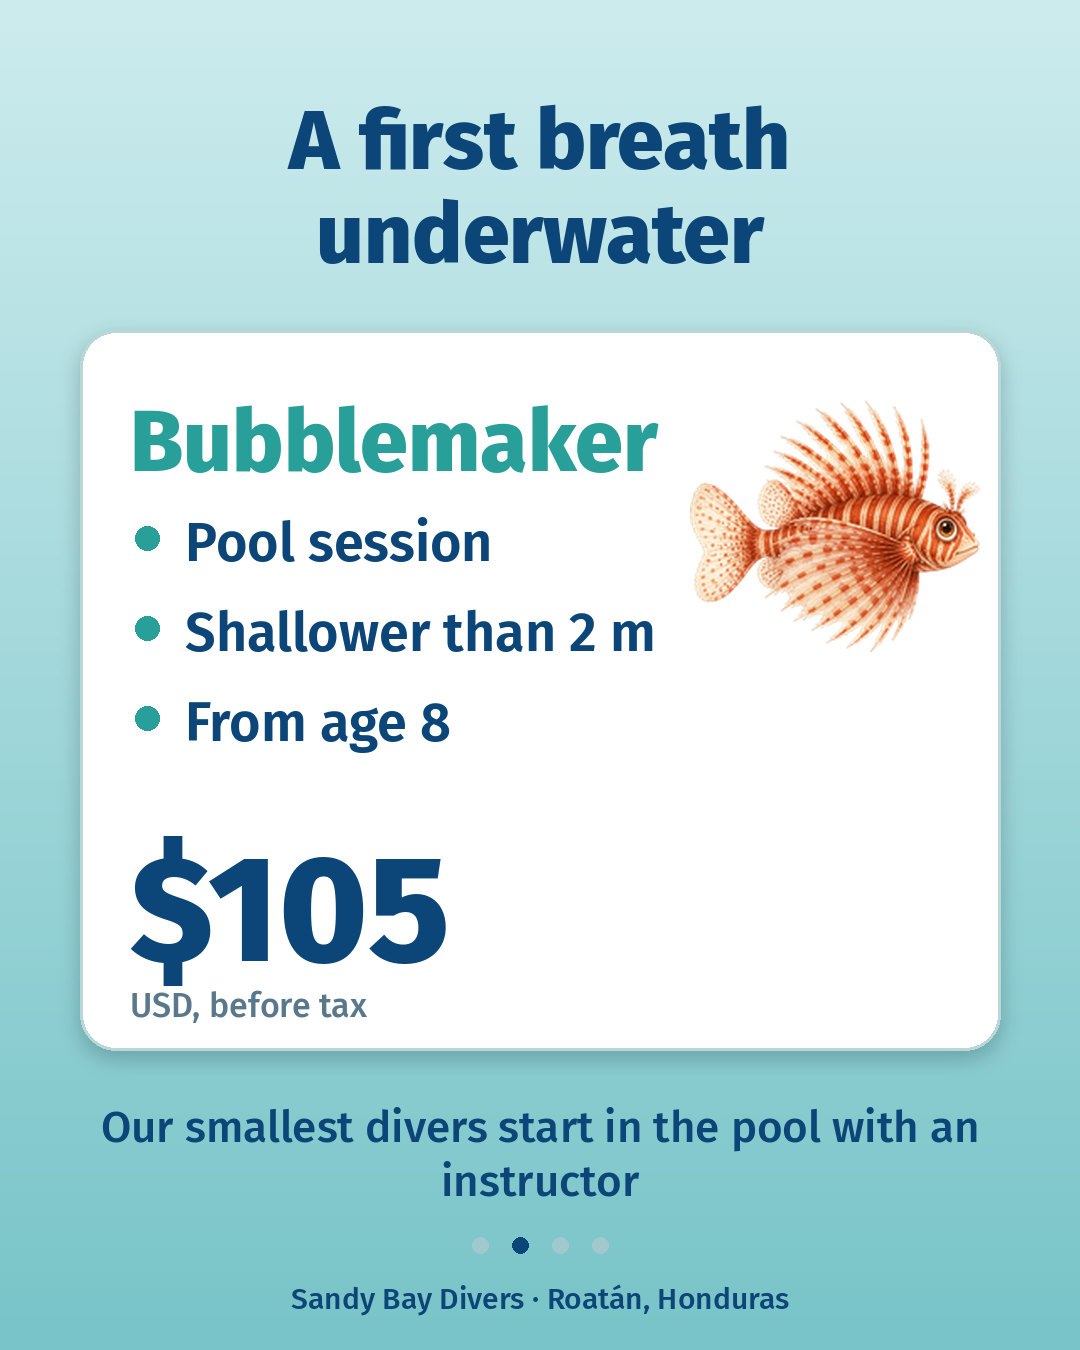 A first breath
underwater
Bubblemaker
Pool session
Shallower than 2 m
From age 8
$105
USD, before tax
Our smallest divers start in the pool with an
instructor
Sandy Bay Divers · Roatán, Honduras